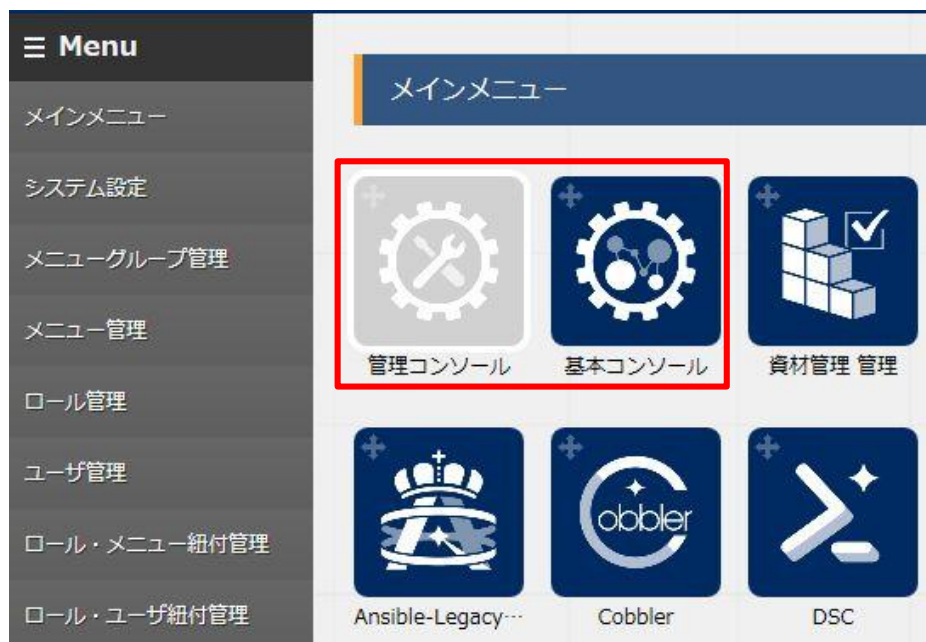 ☰ Menu
メインメニュー
システム設定
メニューグループ管理
メニュー管理
ロール管理
ユーザ管理
ロール・メニュー紐付管理
ロール・ユーザ紐付管理
メインメニュー
管理コンソール
基本コンソール
資材管理 管理
obbler
Ansible-Legacy…
Cobbler
DSC